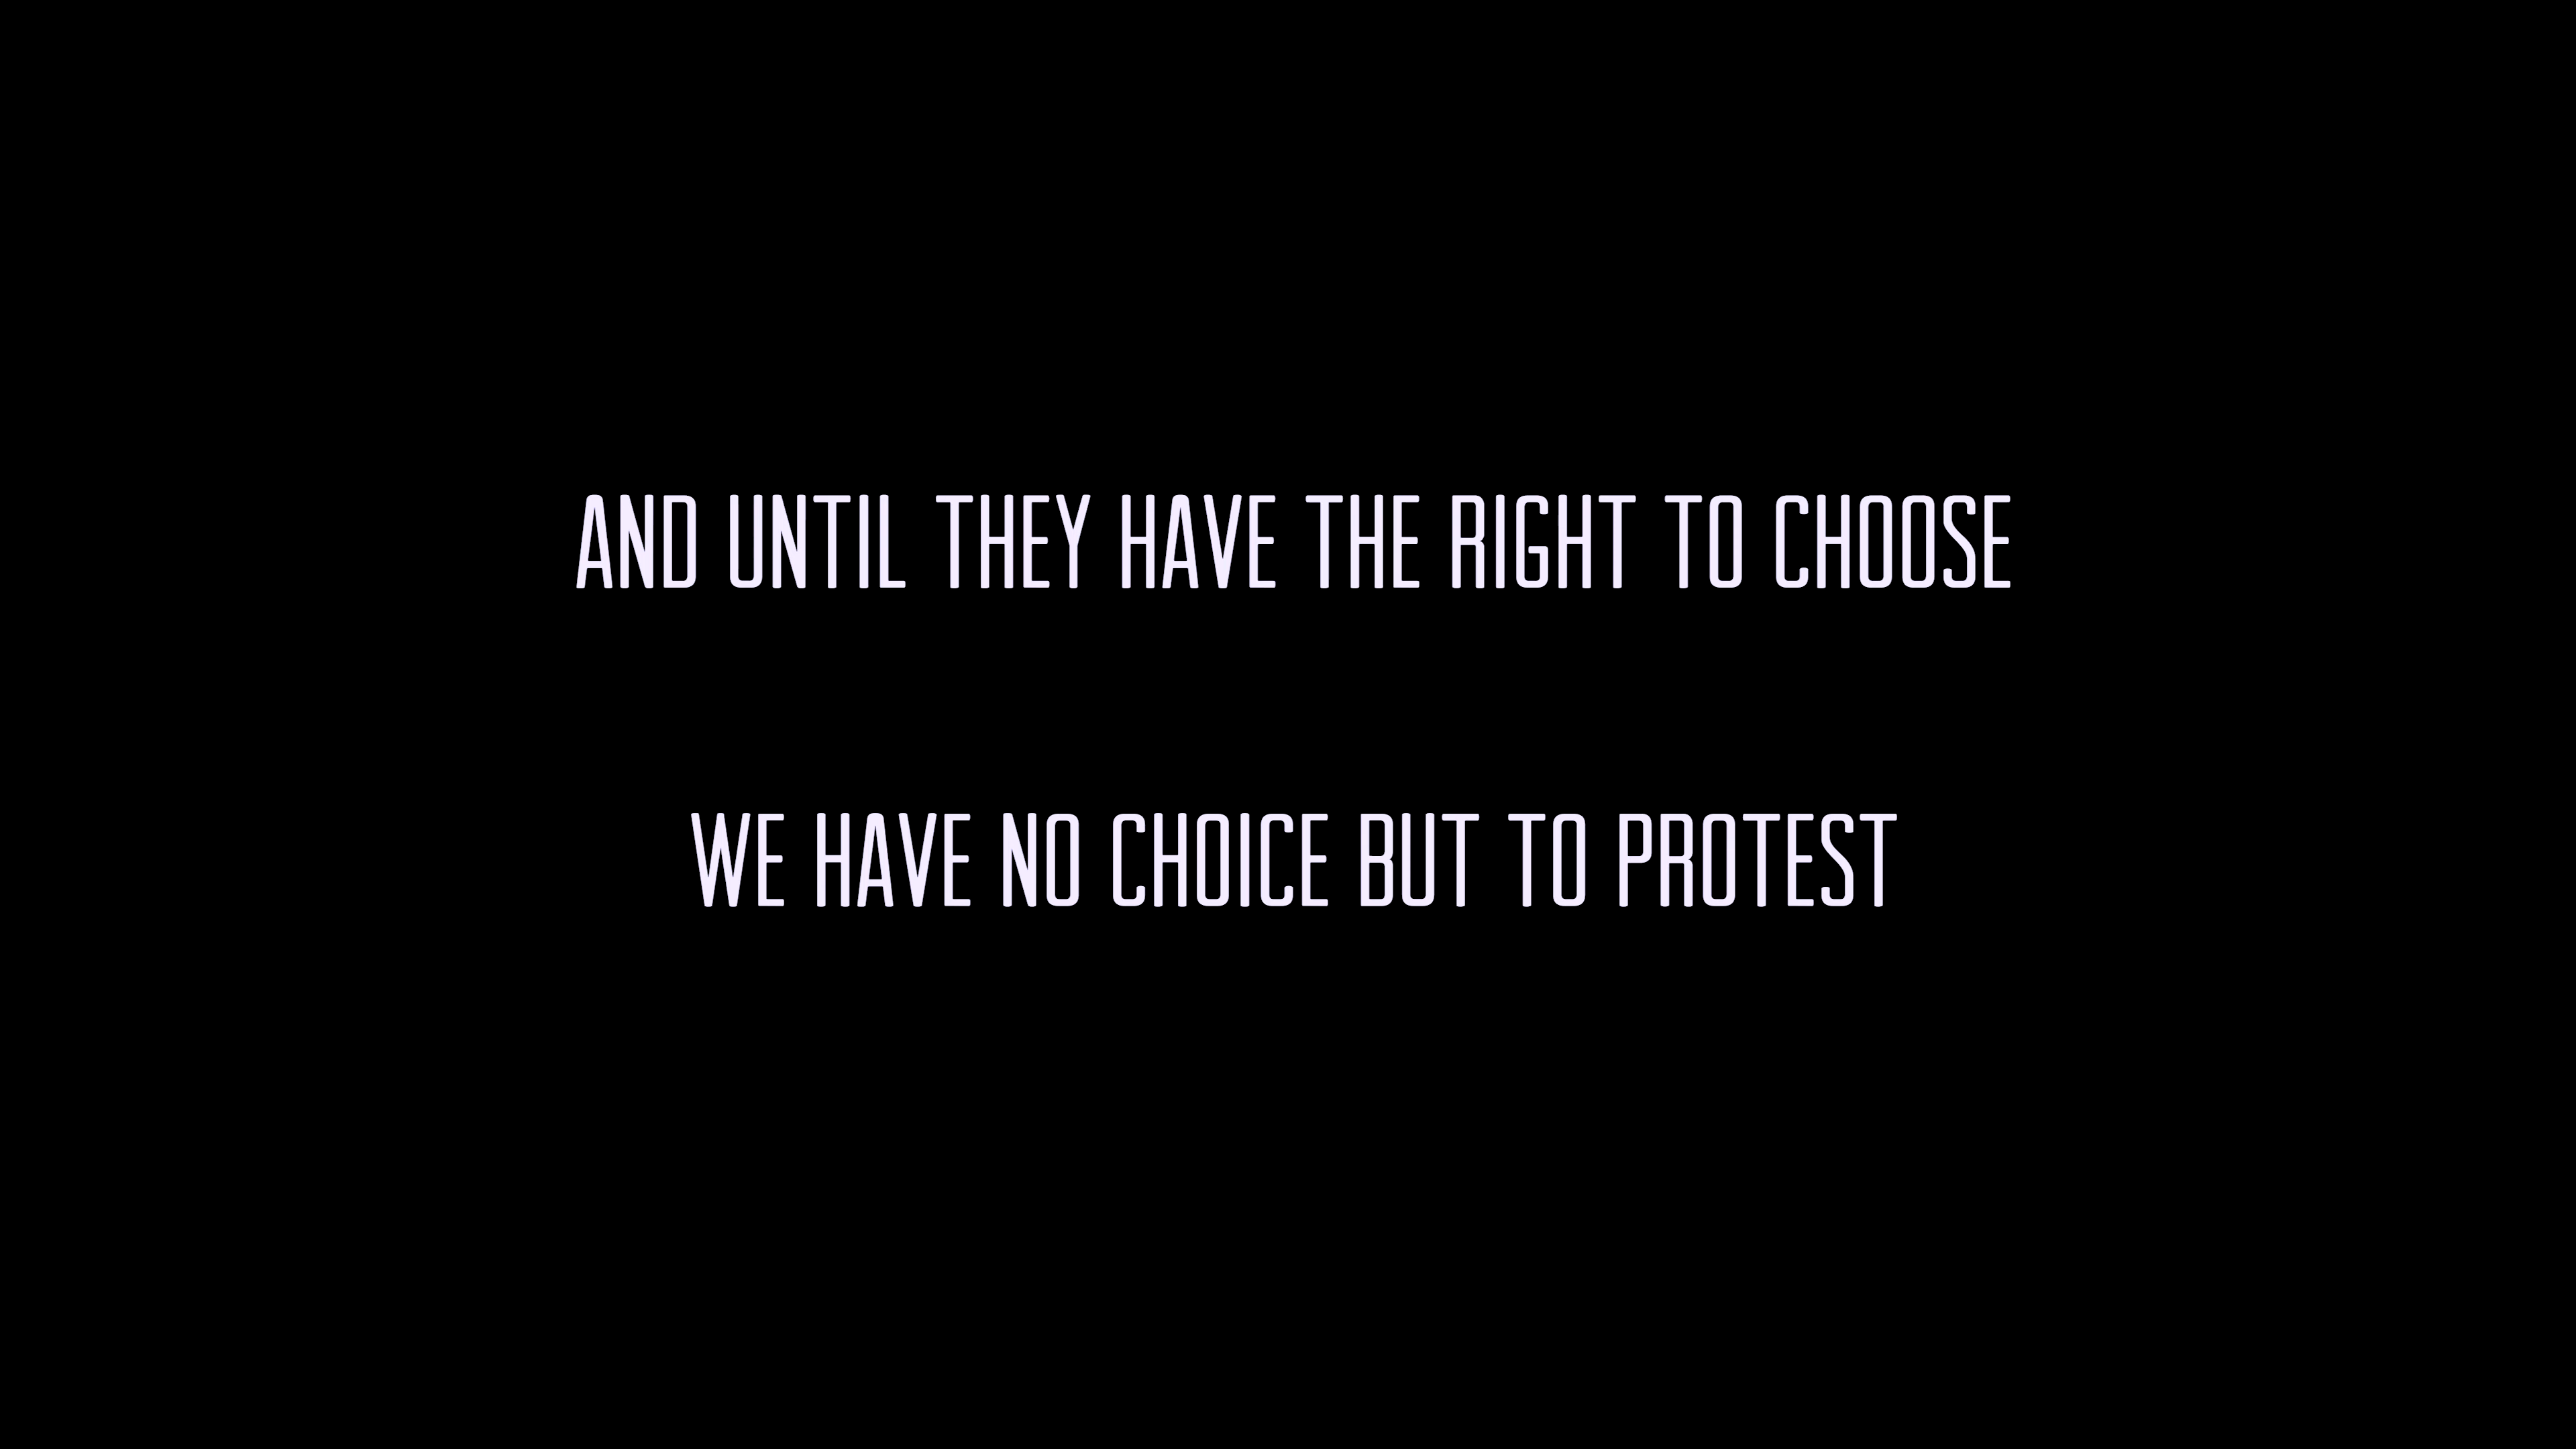 AND UNTIL THEY HAVE THE RIGHT TO CHOOSE
WE HAVE NO CHOICE BUT TO PROTEST